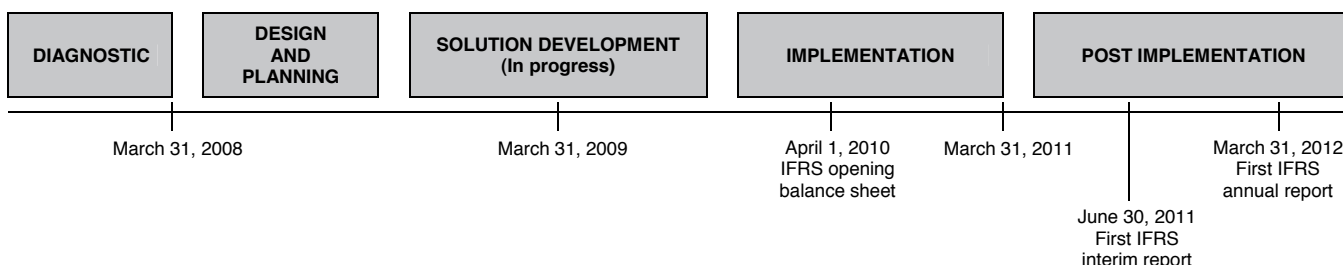 DIAGNOSTIC
DESIGN
AND
PLANNING
SOLUTION DEVELOPMENT
(In progress)
IMPLEMENTATION
POST IMPLEMENTATION
March 31, 2008
March 31, 2009
April 1, 2010
IFRS opening
balance sheet
March 31, 2011
June 30, 2011
First IFRS
interim report
March 31, 2012
First IFRS
annual report